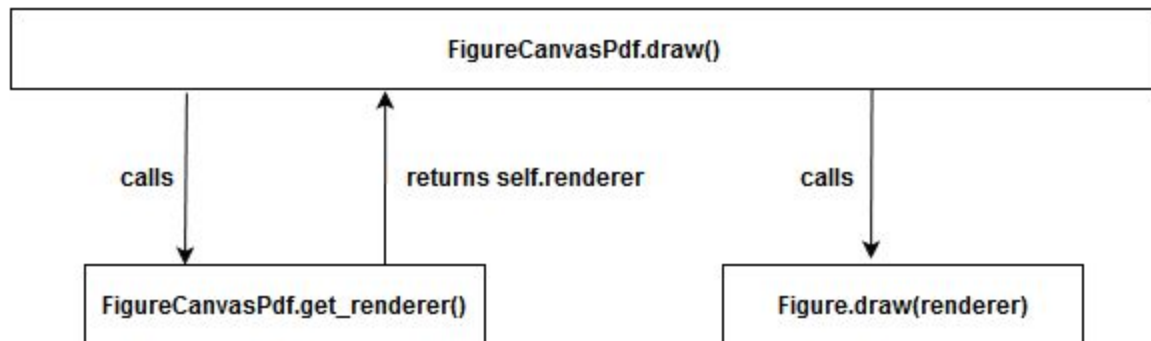 FigureCanvasPdf.draw()
calls
returns self.renderer
calls
FigureCanvasPdf.get_renderer()
Figure.draw(renderer)